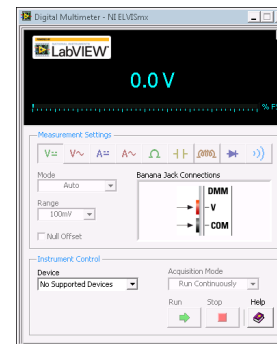 Digital Multimeter - NI ELVISmx
LabVIEW
0.0 V
% FS
Measurement Settings
V= V~ A= A~ Ω
Mode
Auto
Banana Jack Connections
DMM
V
COM
Range
100mV
Null Offset
Instrument Control
Device
No Supported Devices
Acquisition Mode
Run Continuously
Run Stop Help